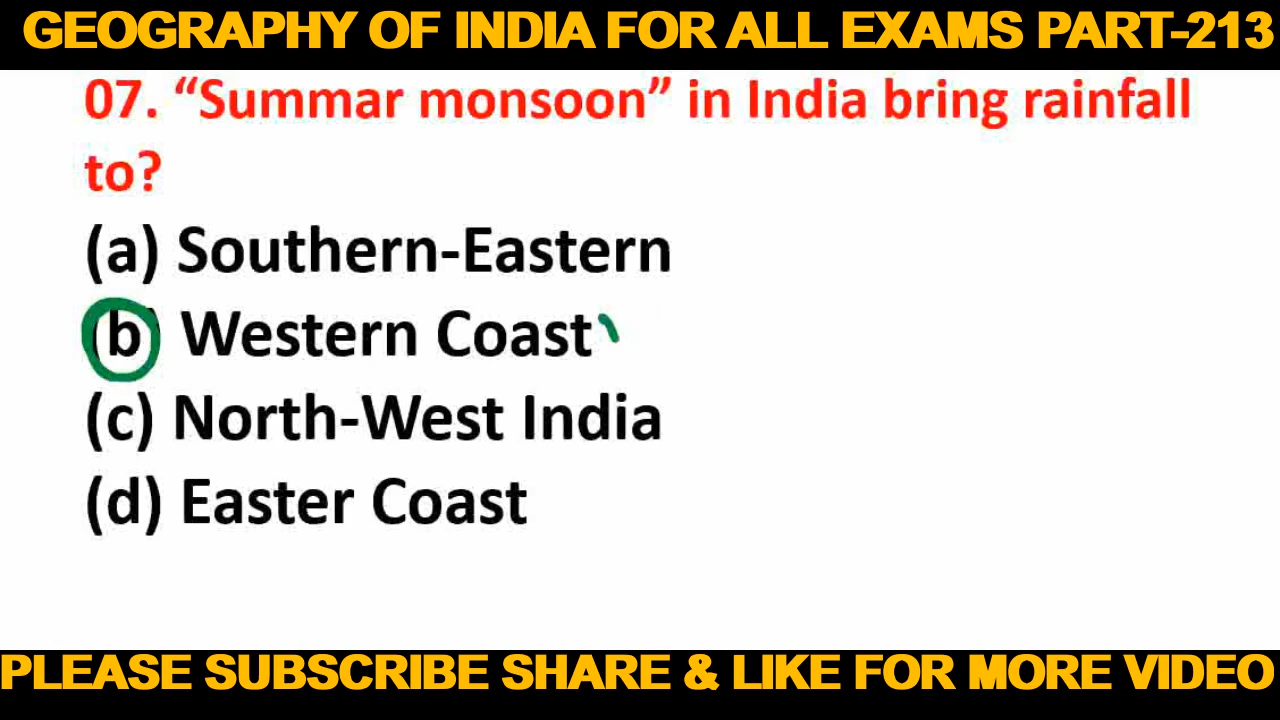 GEOGRAPHY OF INDIA FOR ALL EXAMS PART-213
07. “Summar monsoon” in India bring rainfall
to?
(a) Southern-Eastern
(b) Western Coast
(c) North-West India
(d) Easter Coast
PLEASE SUBSCRIBE SHARE & LIKE FOR MORE VIDEO